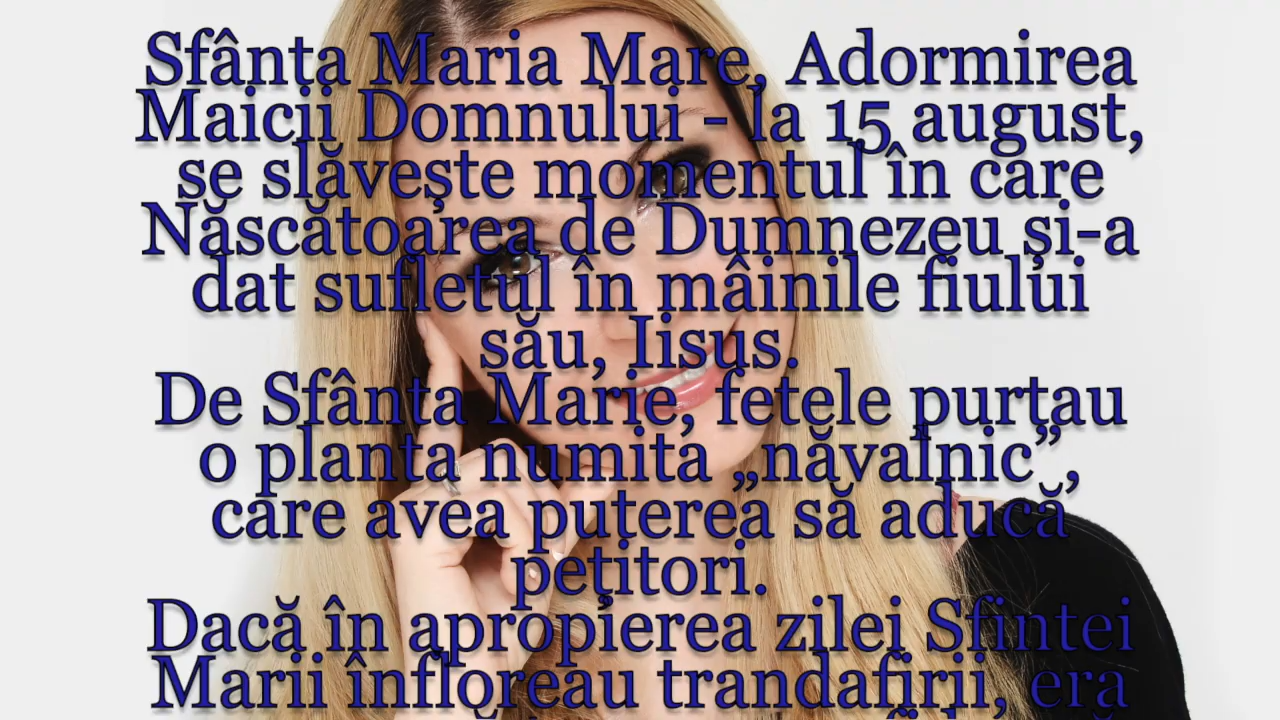 Sfânta Maria Mare, Adormirea
Maicii Domnului - la 15 august,
se slăvește momentul în care
Născătoarea de Dumnezeu și-a
dat sufletul în mâinile fiului
său, Iisus.
De Sfânta Marie, fetele purtau
o planta numita „năvalnic”,
care avea puterea să aducă
pețitori.
Dacă în apropierea zilei Sfintei
Marii înfloreau trandafirii, era